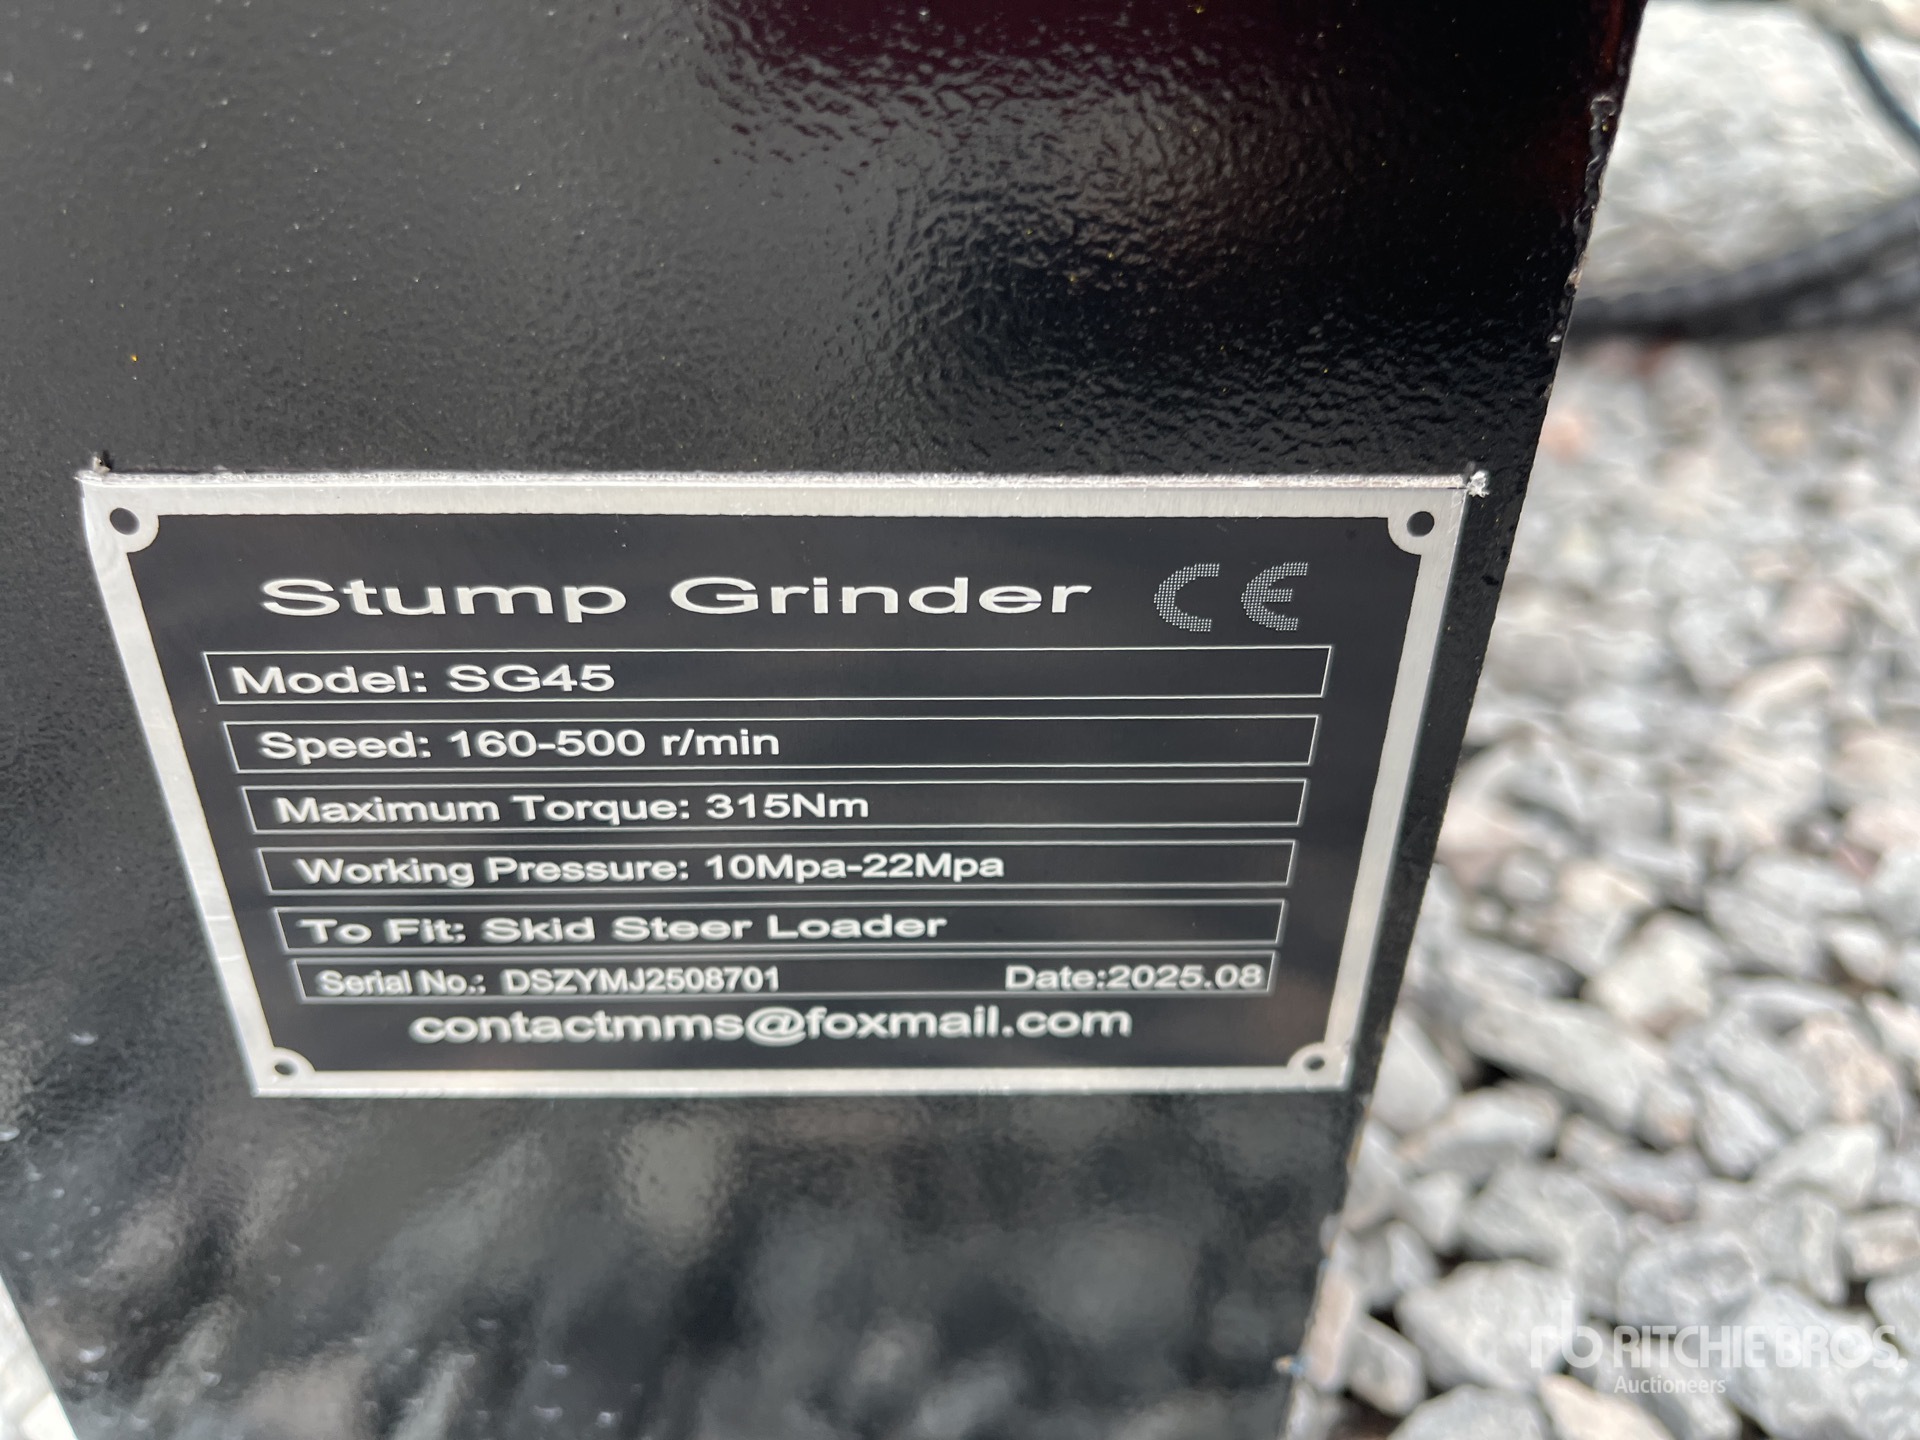 Stump Grinder CE
Model: SG45
Speed: 160-500 r/min
Maximum Torque: 315Nm
Working Pressure: 10Mpa-22Mpa
To Fit: Skid Steer Loader
Serial No.: DSZYMJ2508701 Date:2025.08
contactmms@foxmail.com
rb RITCHIE BROS.
Auctioneers